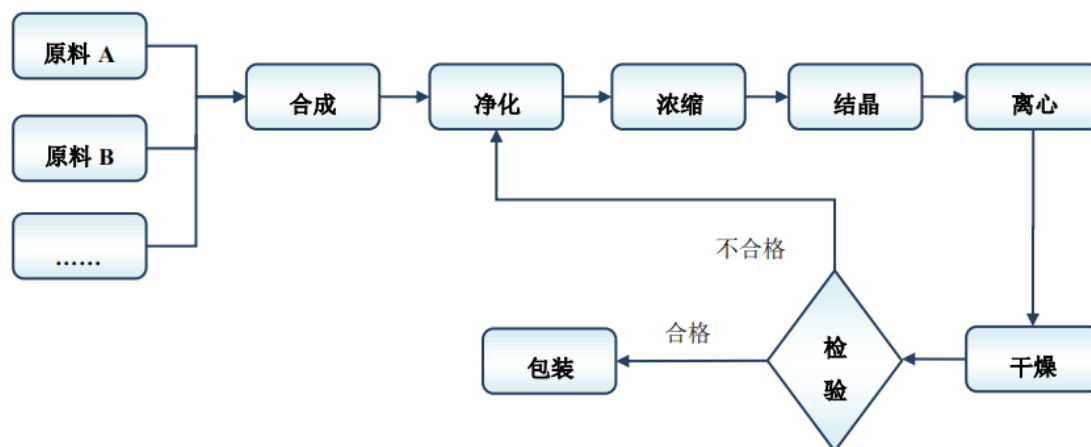 原料 A
原料 B
……
合成
净化
浓缩
结晶
离心
不合格
合格
包装
检
验
干燥